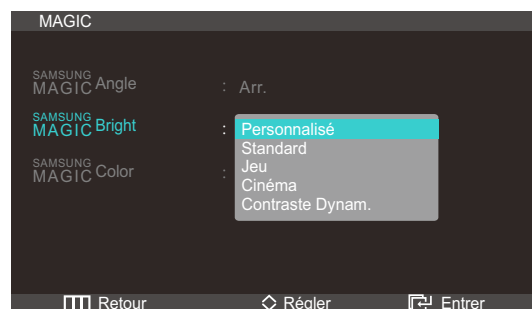 MAGIC
SAMSUNG
MAGIC Angle : Arr.
SAMSUNG
MAGIC Bright : Personnalisé
Standard
Jeu
SAMSUNG
MAGIC Color :
Cinéma
Contraste Dynam.
Retour Régler Entrer